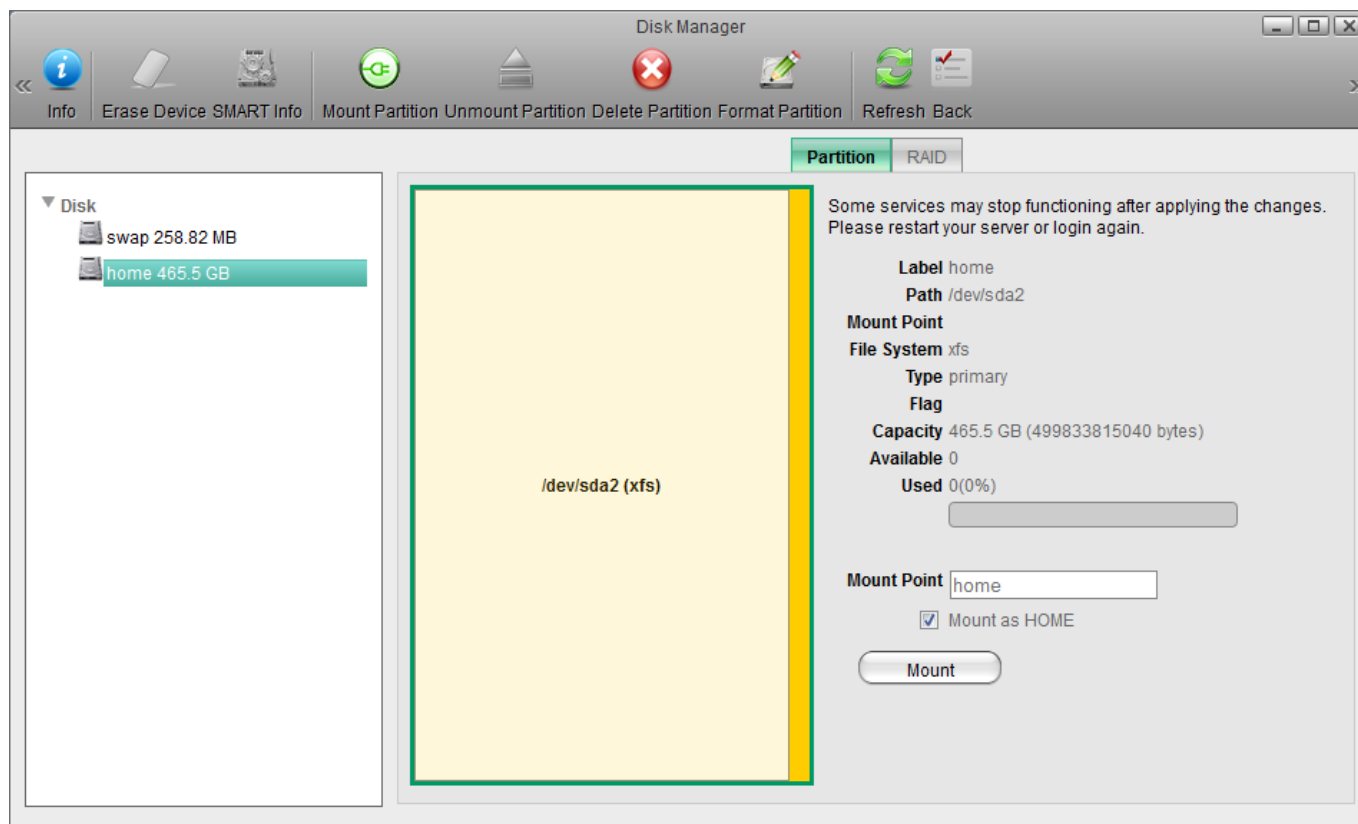 Disk Manager
«
Info
Erase Device
SMART Info
Mount Partition
Unmount Partition
Delete Partition
Format Partition
Refresh
Back
Partition
RAID
Disk
swap 258.82 MB
home 465.5 GB
/dev/sda2 (xfs)
Some services may stop functioning after applying the changes.
Please restart your server or login again.
Label home
Path /dev/sda2
Mount Point
File System xfs
Type primary
Flag
Capacity 465.5 GB (499833815040 bytes)
Available 0
Used 0(0%)
Mount Point home
Mount as HOME
Mount